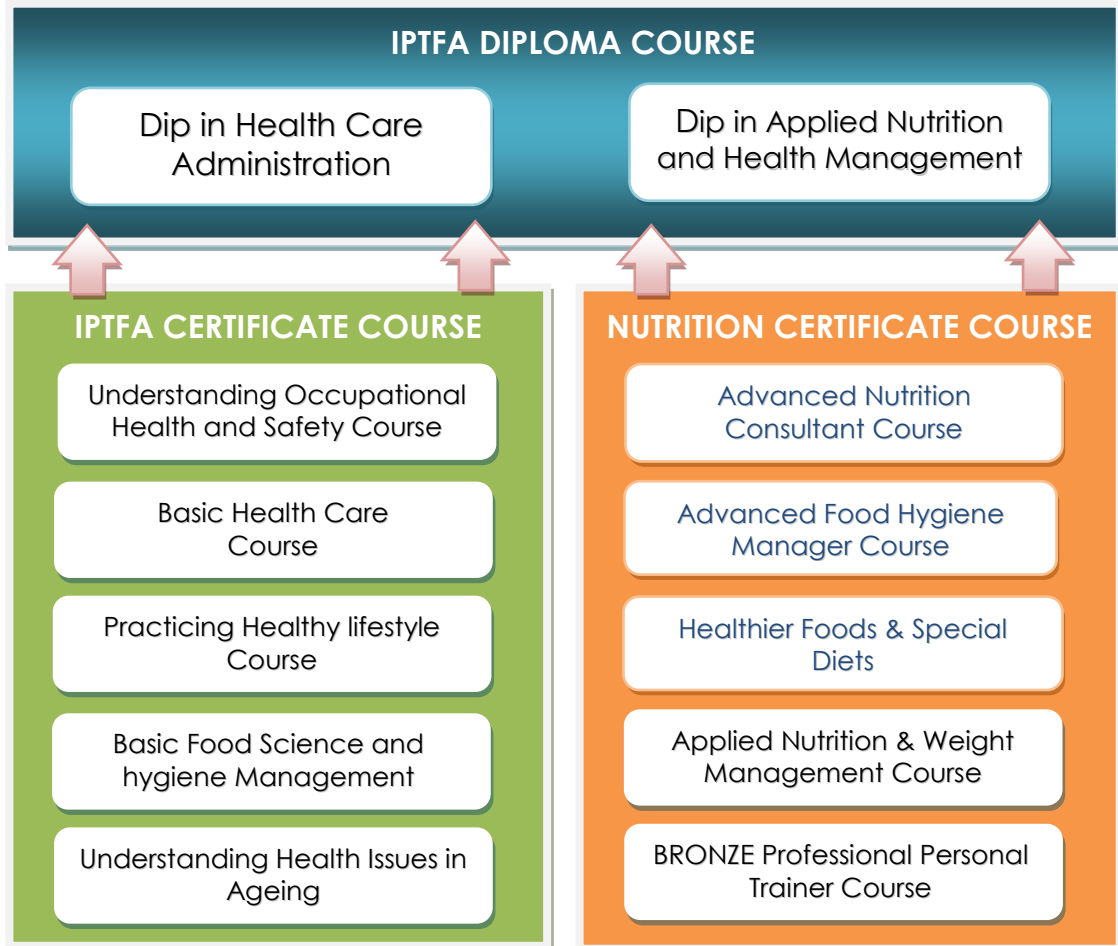 IPTFA DIPLOMA COURSE
Dip in Health Care
Administration
Dip in Applied Nutrition
and Health Management
IPTFA CERTIFICATE COURSE
Understanding Occupational
Health and Safety Course
Basic Health Care
Course
Practicing Healthy lifestyle
Course
Basic Food Science and
hygiene Management
Understanding Health Issues in
Ageing
NUTRITION CERTIFICATE COURSE
Advanced Nutrition
Consultant Course
Advanced Food Hygiene
Manager Course
Healthier Foods & Special
Diets
Applied Nutrition & Weight
Management Course
BRONZE Professional Personal
Trainer Course